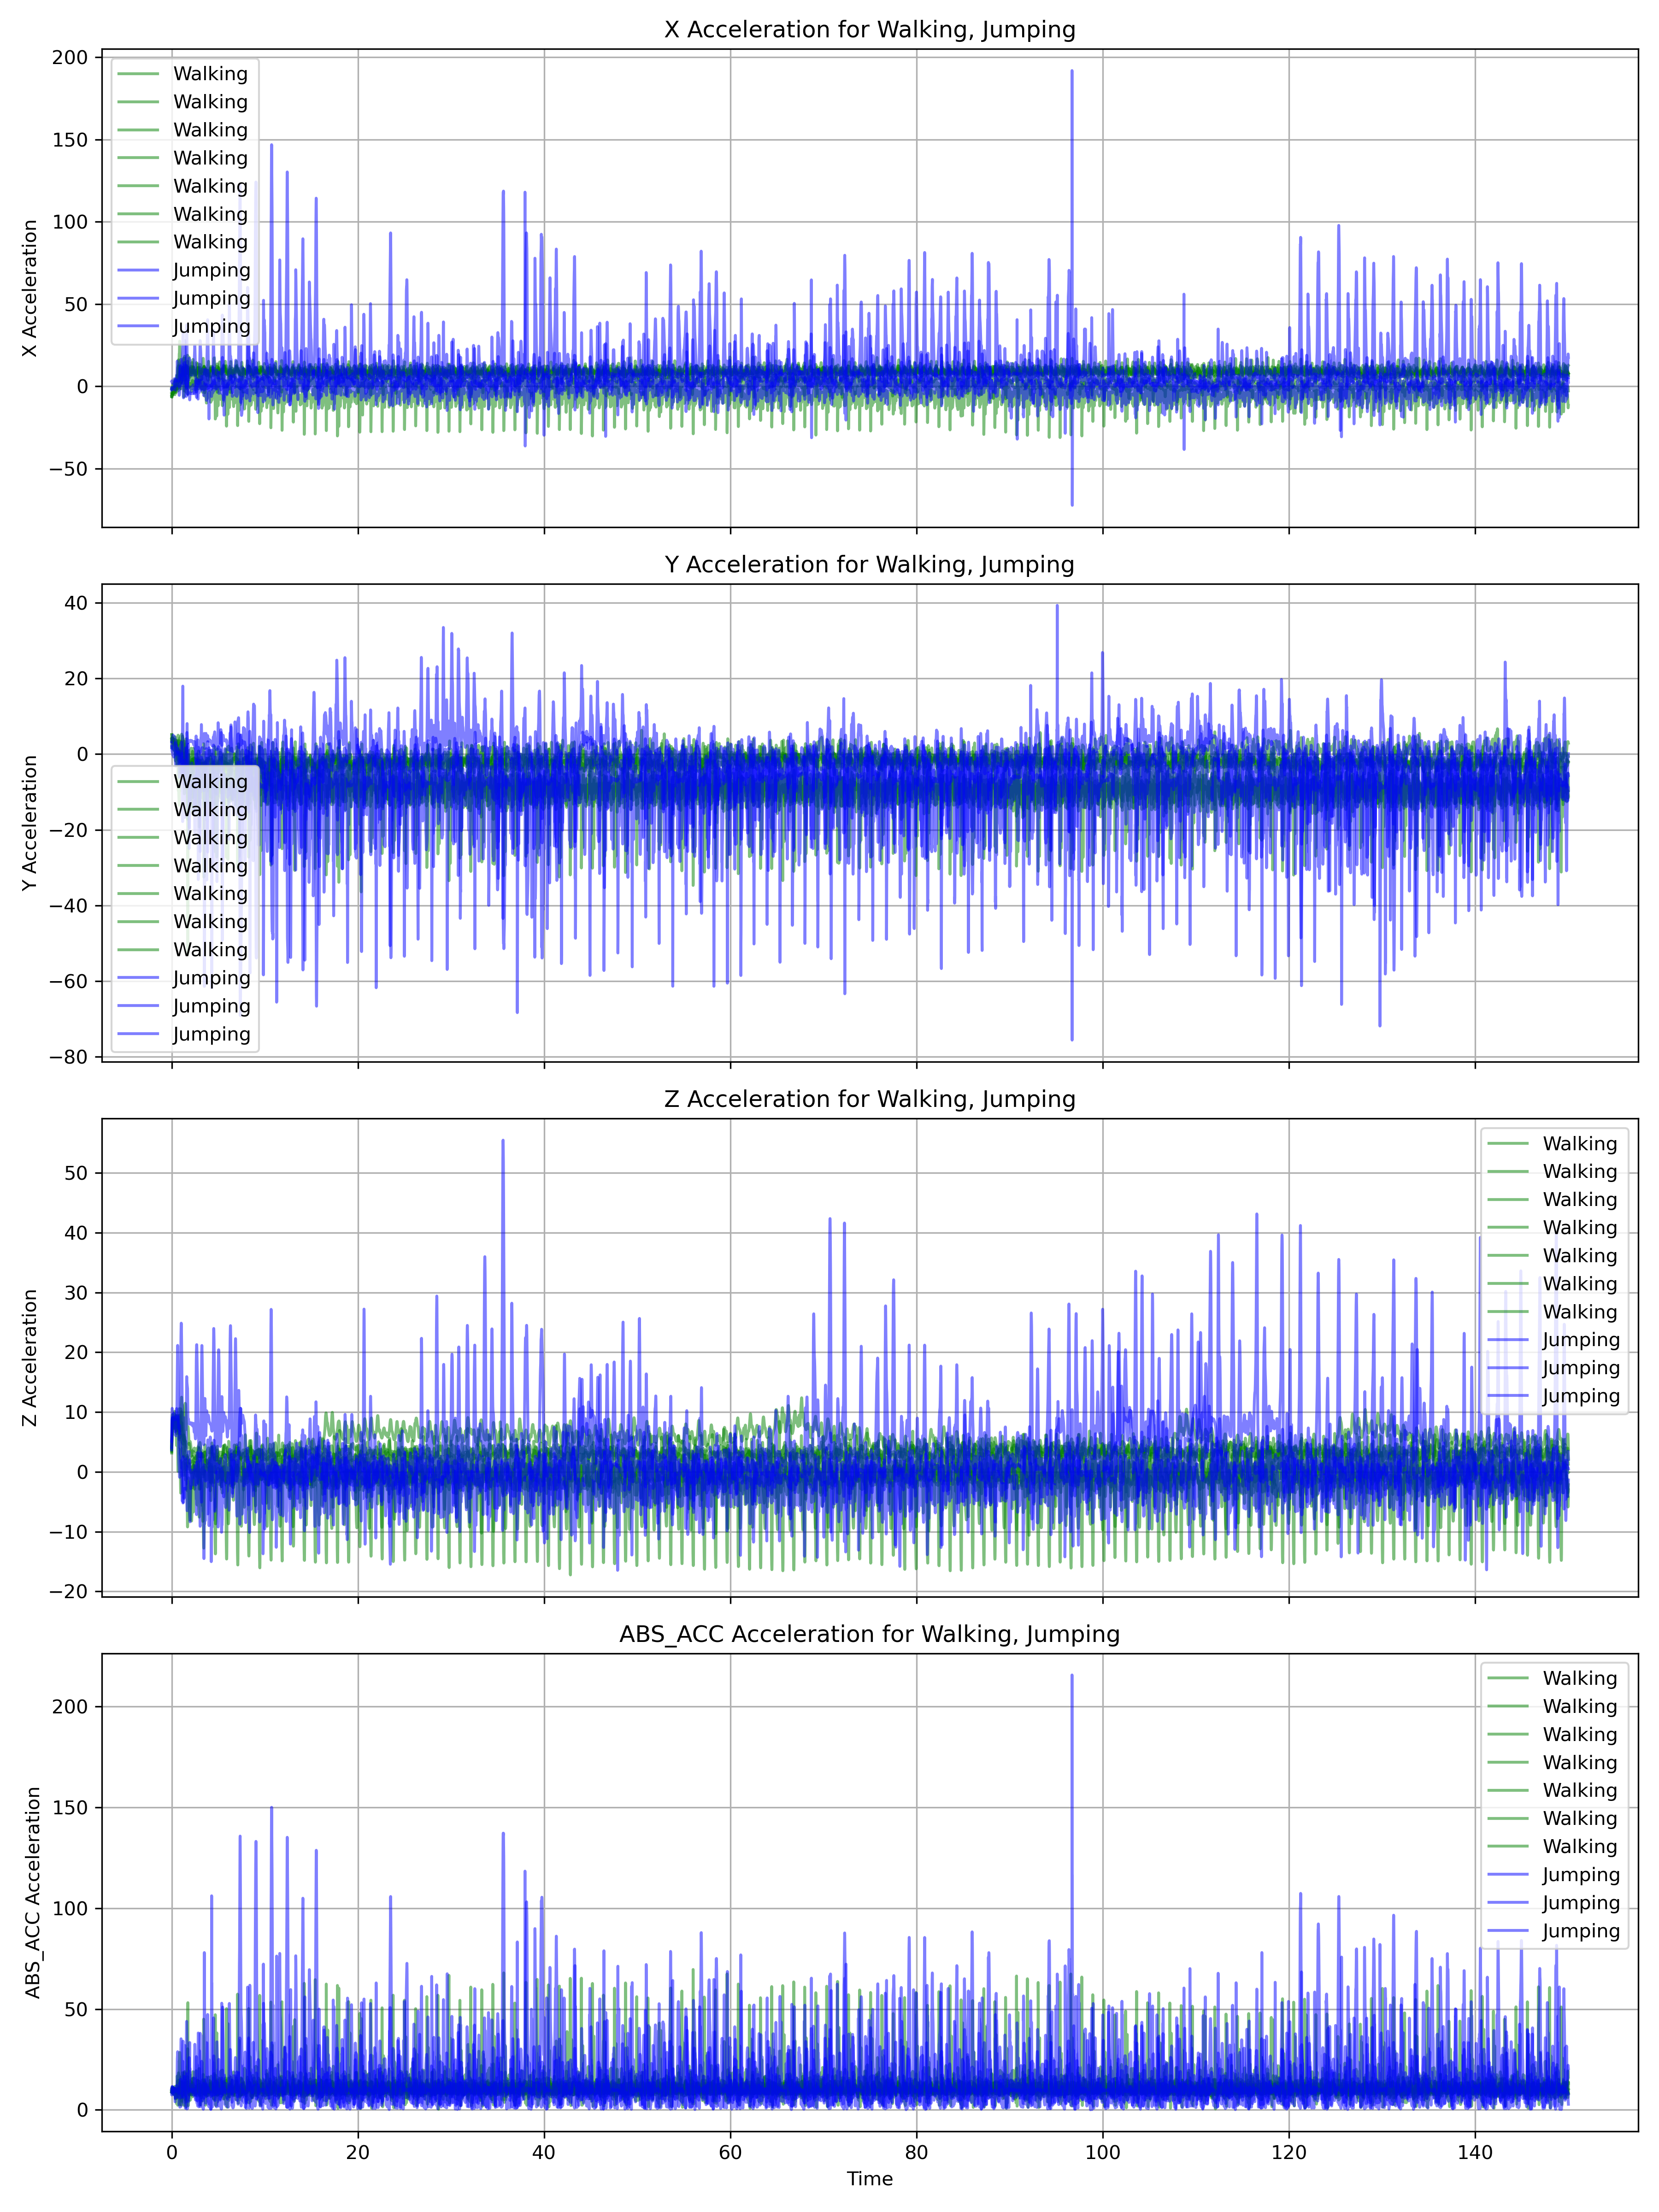 X Acceleration for Walking, Jumping
200
150
100
50
0
−50
X Acceleration
Walking
Walking
Walking
Walking
Walking
Walking
Walking
Jumping
Jumping
Jumping
Y Acceleration for Walking, Jumping
40
20
0
−20
−40
−60
−80
Y Acceleration
Walking
Walking
Walking
Walking
Walking
Walking
Walking
Jumping
Jumping
Jumping
Z Acceleration for Walking, Jumping
50
40
30
20
10
0
−10
−20
Z Acceleration
Walking
Walking
Walking
Walking
Walking
Walking
Walking
Jumping
Jumping
Jumping
ABS_ACC Acceleration for Walking, Jumping
200
150
100
50
0
ABS_ACC Acceleration
Walking
Walking
Walking
Walking
Walking
Walking
Walking
Jumping
Jumping
Jumping
0 20 40 60 80 100 120 140
Time